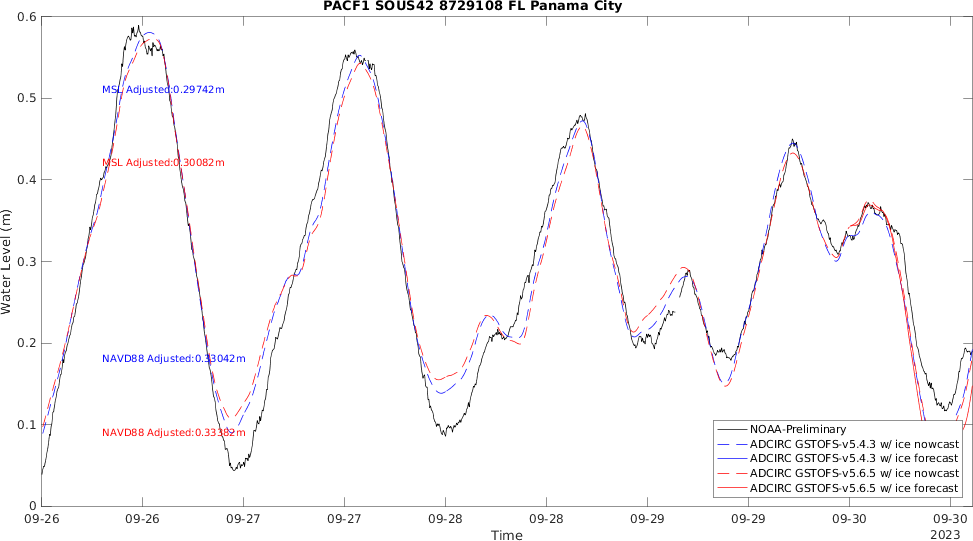 PACF1 SOUS42 8729108 FL Panama City
0.6
0.5
0.4
0.3
0.2
0.1
0
Water Level (m)
MSL Adjusted:0.29742m
MSL Adjusted:0.30082m
NAVD88 Adjusted:0.33042m
NAVD88 Adjusted:0.33382m
NOAA-Preliminary
ADCIRC GSTOFS-v5.4.3 w/ ice nowcast
ADCIRC GSTOFS-v5.4.3 w/ ice forecast
ADCIRC GSTOFS-v5.6.5 w/ ice nowcast
ADCIRC GSTOFS-v5.6.5 w/ ice forecast
09-26 09-26 09-27 09-27 09-28 09-28 09-29 09-29 09-30 09-30
2023
Time